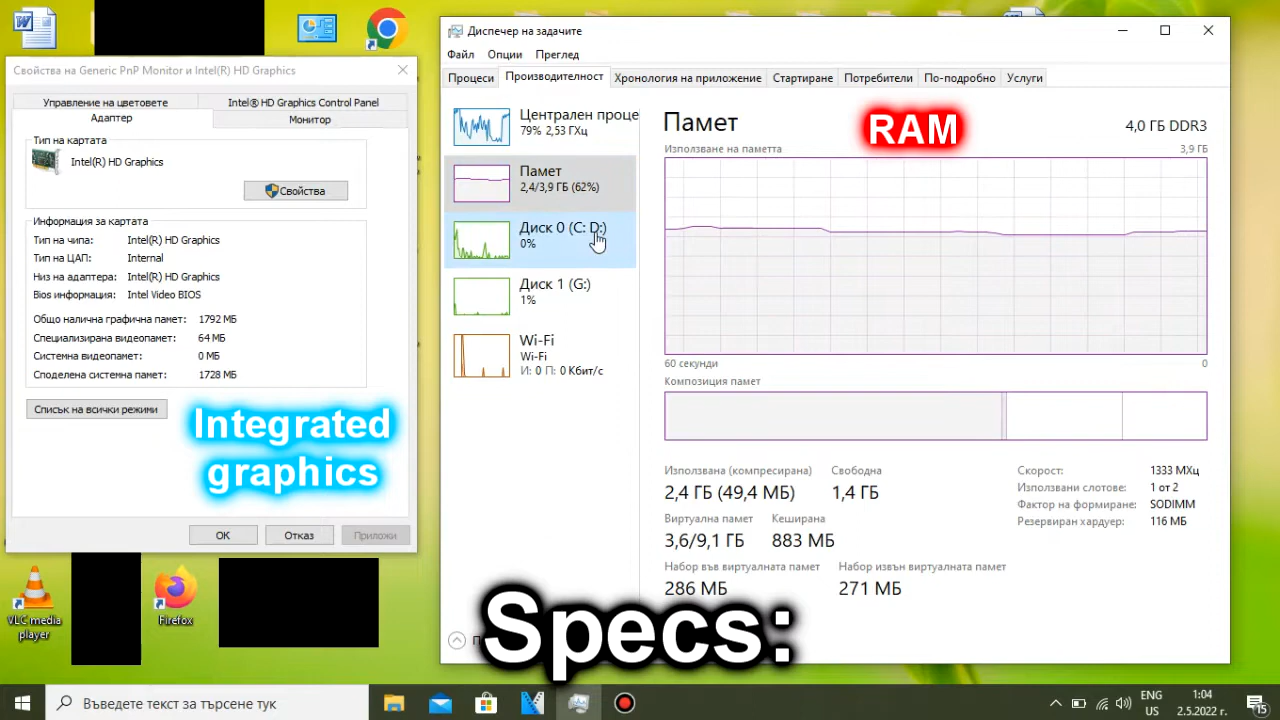 Свойства на Generic PnP Monitor и Intel(R) HD Graphics
Управление на цветовете
Intel® HD Graphics Control Panel
Адаптер
Монитор
Тип на картата
Intel(R) HD Graphics
Свойства
Информация за картата
Тип на чипа: Intel(R) HD Graphics
Тип на ЦАП: Internal
Низ на адаптера: Intel(R) HD Graphics
Bios информация: Intel Video BIOS
Общо налична графична памет: 1792 МБ
Специализирана видеопамет: 64 МБ
Системна видеопамет: 0 МБ
Споделена системна памет: 1728 МБ
Списък на всички режими
Integrated
graphics
OK
Отказ
Приложи
VLC media
player
Firefox
Диспечер на задачите
Файл Опции Преглед
Процеси Производителност Хронология на приложение Стартиране Потребители По-подробно Услуги
Централен проце
79% 2,53 ГХц
Памет
2,4/3,9 ГБ (62%)
Диск 0 (C: D:)
0%
Диск 1 (G:)
1%
Wi-Fi
Wi-Fi
И: 0 П: 0 Кбит/с
Памет
RAM
4,0 ГБ DDR3
Използване на паметта
3,9 ГБ
60 секунди
0
Композиция памет
Използвана (компресирана)
2,4 ГБ (49,4 МБ)
Свободна
1,4 ГБ
Виртуална памет
3,6/9,1 ГБ
Кеширана
883 МБ
Набор във виртуалната памет
286 МБ
Набор извън виртуалната памет
271 МБ
Скорост: 1333 МХц
Използвани слотове: 1 от 2
Фактор на формиране: SODIMM
Резервиран хардуер: 116 МБ
Specs:
Въведете текст за търсене тук
ENG
US
1:04
2.5.2022 г.
15